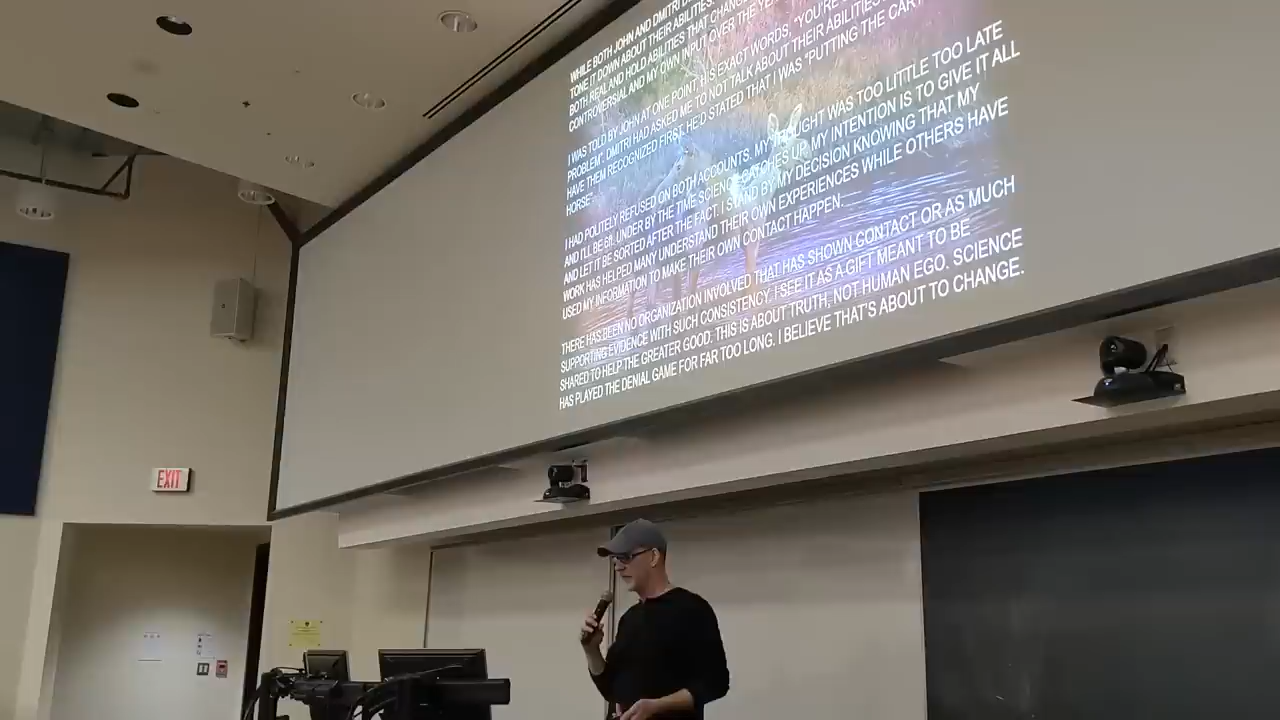 WHILE BOTH JOHN AND DMITRI
TONE IT DOWN ABOUT THEIR ABILITIES.
BOTH REAL AND HOLD ABILITIES THAT
CONTROVERSIAL AND MY OWN INPUT OVER THE
I WAS TOLD BY JOHN AT ONE POINT, HIS EXACT WORDS, "YOU'RE
PROBLEM". DMITRI HAD ASKED ME TO NOT TALK ABOUT THEIR ABILITIES
HAVE THEM RECOGNIZED FIRST. HE'D STATED THAT I WAS "PUTTING THE
HORSE".
I HAD POLITELY REFUSED ON BOTH ACCOUNTS. MY THOUGHT WAS TOO LITTLE TOO LATE
AND I'LL BE 6ft. UNDER BY THE TIME SCIENCE CATCHES UP. MY INTENTION IS TO GIVE IT ALL
AND LET IT BE SORTED AFTER THE FACT. I STAND BY MY DECISION KNOWING THAT MY
WORK HAS HELPED MANY UNDERSTAND THEIR OWN EXPERIENCES WHILE OTHERS HAVE
USED MY INFORMATION TO MAKE THEIR OWN CONTACT HAPPEN.
THERE HAS BEEN NO ORGANIZATION INVOLVED THAT HAS SHOWN CONTACT OR AS MUCH
SUPPORTING EVIDENCE WITH SUCH CONSISTENCY. I SEE IT AS A GIFT MEANT TO BE
SHARED TO HELP THE GREATER GOOD. THIS IS ABOUT TRUTH, NOT HUMAN EGO. SCIENCE
HAS PLAYED THE DENIAL GAME FOR FAR TOO LONG. I BELIEVE THAT'S ABOUT TO CHANGE.
EXIT